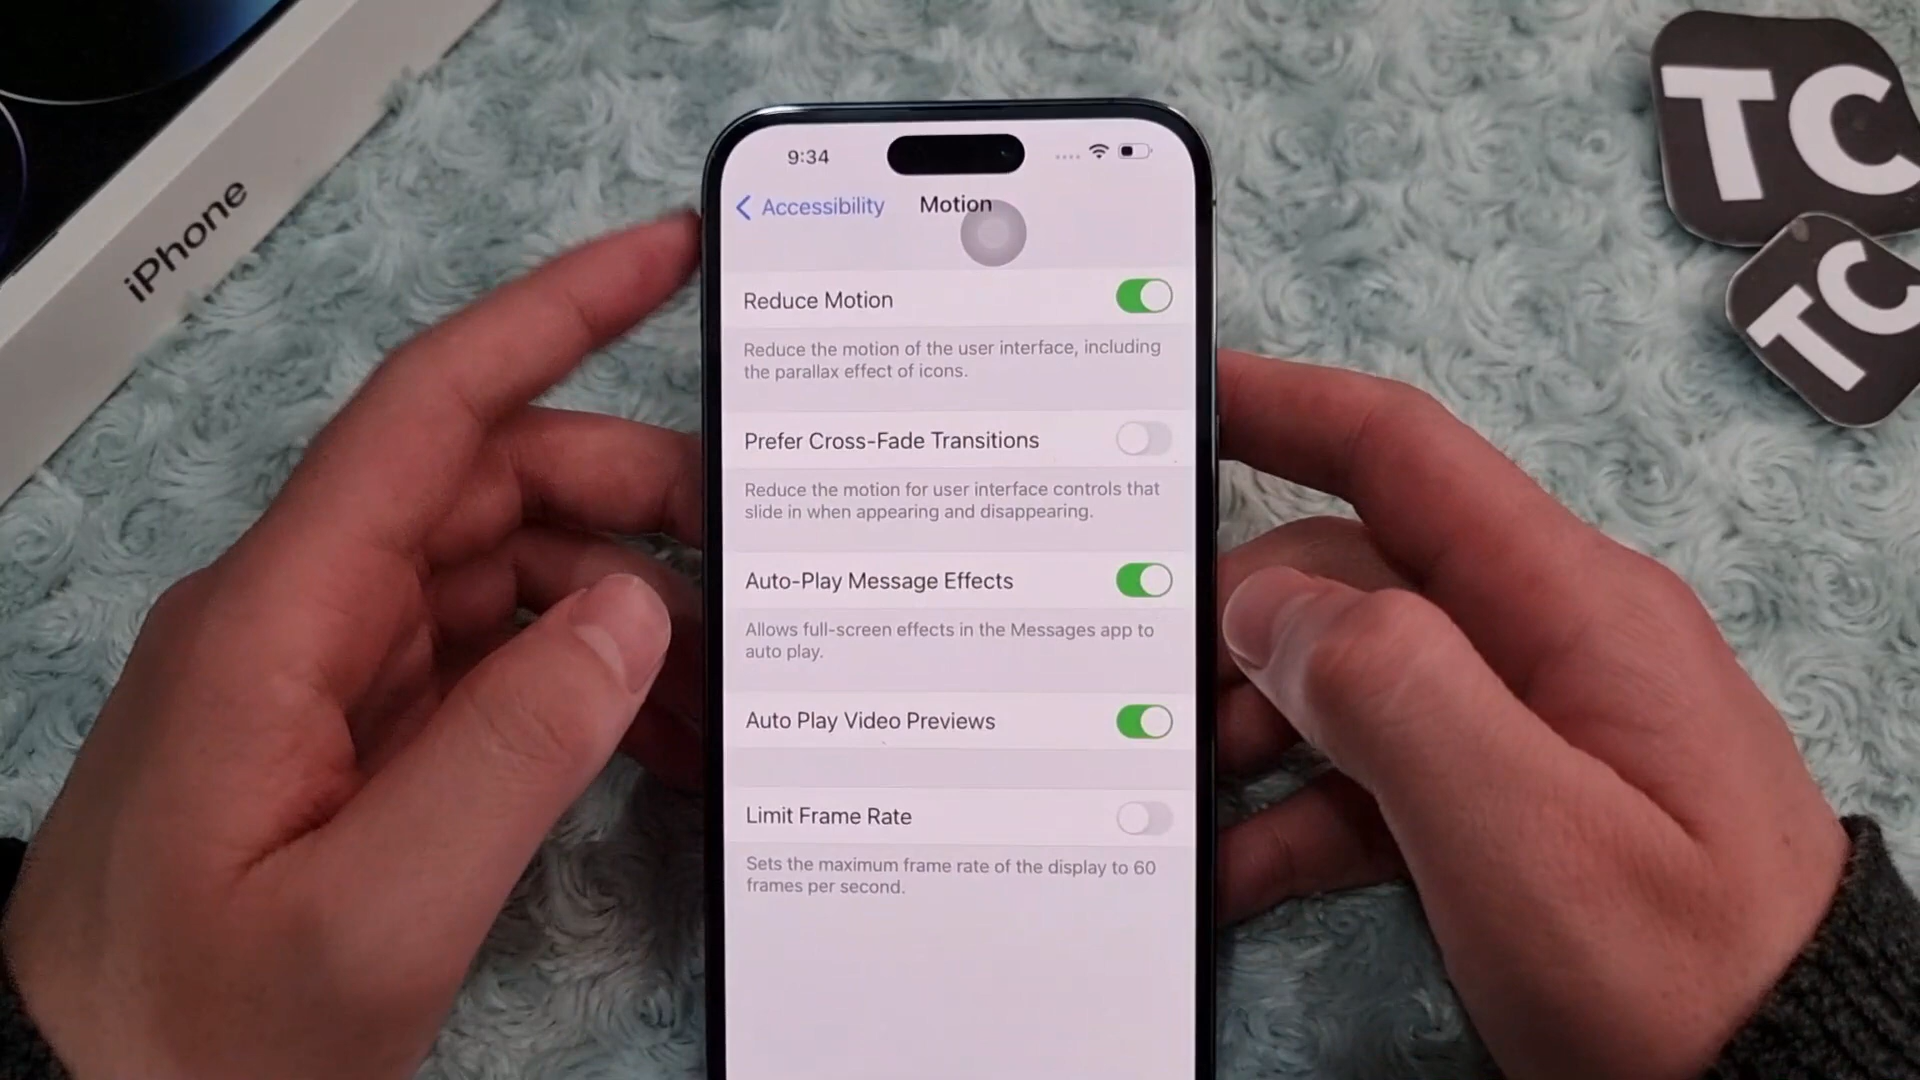 iPhone
TC
TC
9:34
Accessibility
Motion
Reduce Motion
Reduce the motion of the user interface, including
the parallax effect of icons.
Prefer Cross-Fade Transitions
Reduce the motion for user interface controls that
slide in when appearing and disappearing.
Auto-Play Message Effects
Allows full-screen effects in the Messages app to
auto play.
Auto Play Video Previews
Limit Frame Rate
Sets the maximum frame rate of the display to 60
frames per second.